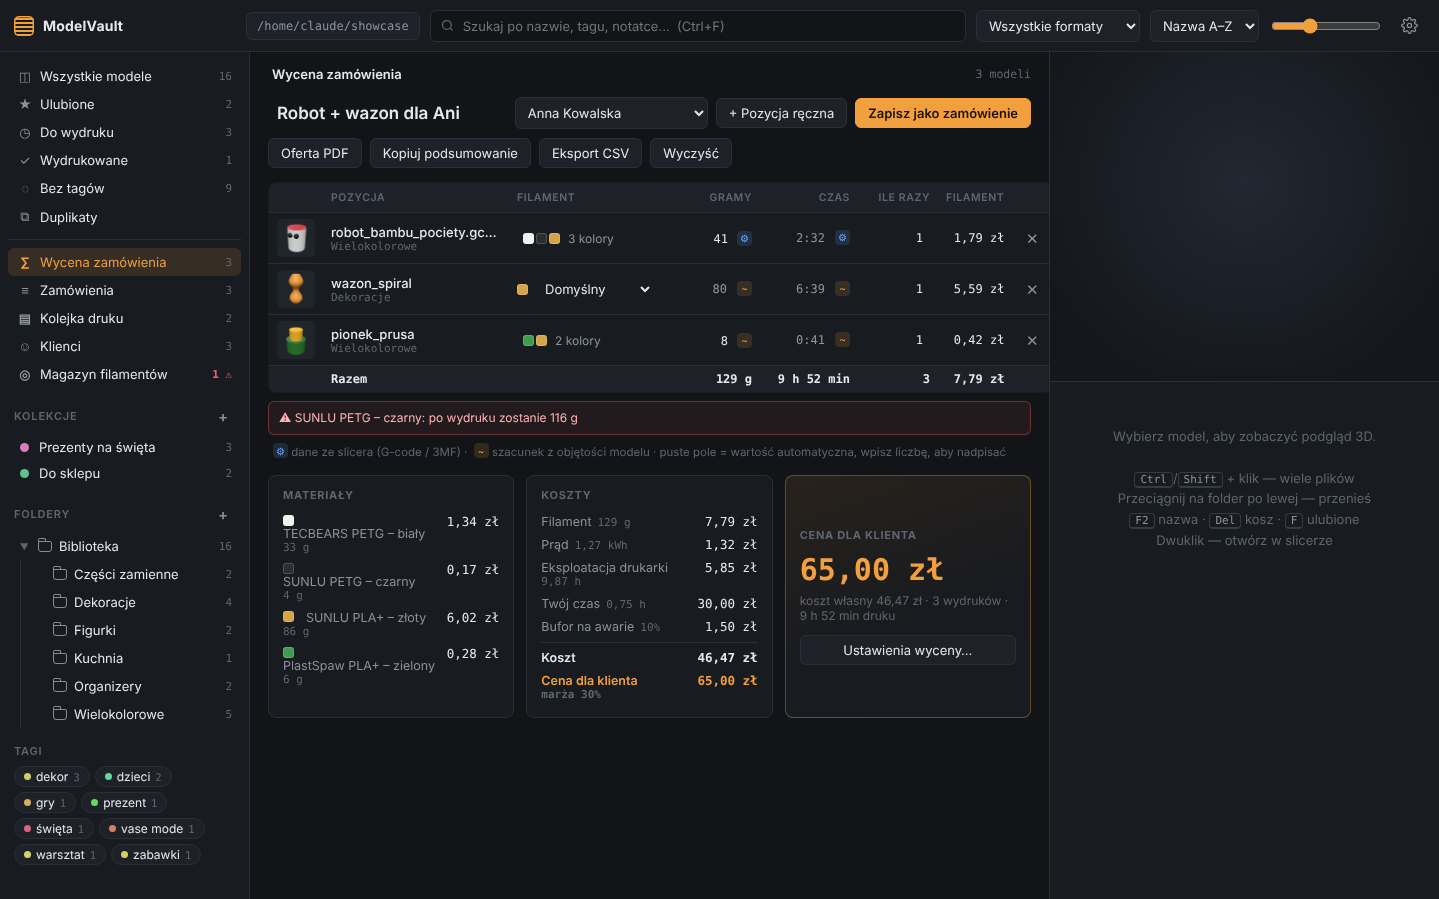 ModelVault
/home/claude/showcase
Szukaj po nazwie, tagu, notatce... (Ctrl+F)
Wszystkie formaty
Nazwa A–Z
Wszystkie modele 16
Ulubione 2
Do wydruku 3
Wydrukowane 1
Bez tagów 9
Duplikaty
Wycena zamówienia 3
Zamówienia 3
Kolejka druku 2
Klienci 3
Magazyn filamentów 1 ⚠
KOLEKCJE +
Prezenty na święta 3
Do sklepu 2
FOLDERY +
Biblioteka 16
Części zamienne 2
Dekoracje 4
Figurki 2
Kuchnia 1
Organizery 2
Wielokolorowe 5
TAGI
dekor 3 dzieci 2
gry 1 prezent 1
święta 1 vase mode 1
warsztat 1 zabawki 1
Wycena zamówienia 3 modeli
Robot + wazon dla Ani Anna Kowalska + Pozycja ręczna Zapisz jako zamówienie
Oferta PDF Kopiuj podsumowanie Eksport CSV Wyczyść
POZYCJA FILAMENT GRAMY CZAS ILE RAZY FILAMENT
robot_bambu_pociety.gc... 3 kolory 41 2:32 1 1,79 zł ✕
Wielokolorowe
wazon_spiral Domyślny 80 ~ 6:39 ~ 1 5,59 zł ✕
Dekoracje
pionek_prusa 2 kolory 8 ~ 0:41 ~ 1 0,42 zł ✕
Wielokolorowe
Razem 129 g 9 h 52 min 3 7,79 zł
⚠ SUNLU PETG – czarny: po wydruku zostanie 116 g
dane ze slicera (G-code / 3MF) · ~ szacunek z objętości modelu · puste pole = wartość automatyczna, wpisz liczbę, aby nadpisać
MATERIAŁY
1,34 zł
TECBEARS PETG – biały
33 g
0,17 zł
SUNLU PETG – czarny
4 g
SUNLU PLA+ – złoty 6,02 zł
86 g
0,28 zł
PlastSpaw PLA+ – zielony
6 g
KOSZTY
Filament 129 g 7,79 zł
Prąd 1,27 kWh 1,32 zł
Eksploatacja drukarki 5,85 zł
9,87 h
Twój czas 0,75 h 30,00 zł
Bufor na awarie 10% 1,50 zł
Koszt 46,47 zł
Cena dla klienta 65,00 zł
marża 30%
CENA DLA KLIENTA
65,00 zł
koszt własny 46,47 zł · 3 wydruków ·
9 h 52 min druku
Ustawienia wyceny...
Wybierz model, aby zobaczyć podgląd 3D.
Ctrl/Shift + klik — wiele plików
Przeciągnij na folder po lewej — przenieś
F2 nazwa · Del kosz · F ulubione
Dwuklik — otwórz w slicerze